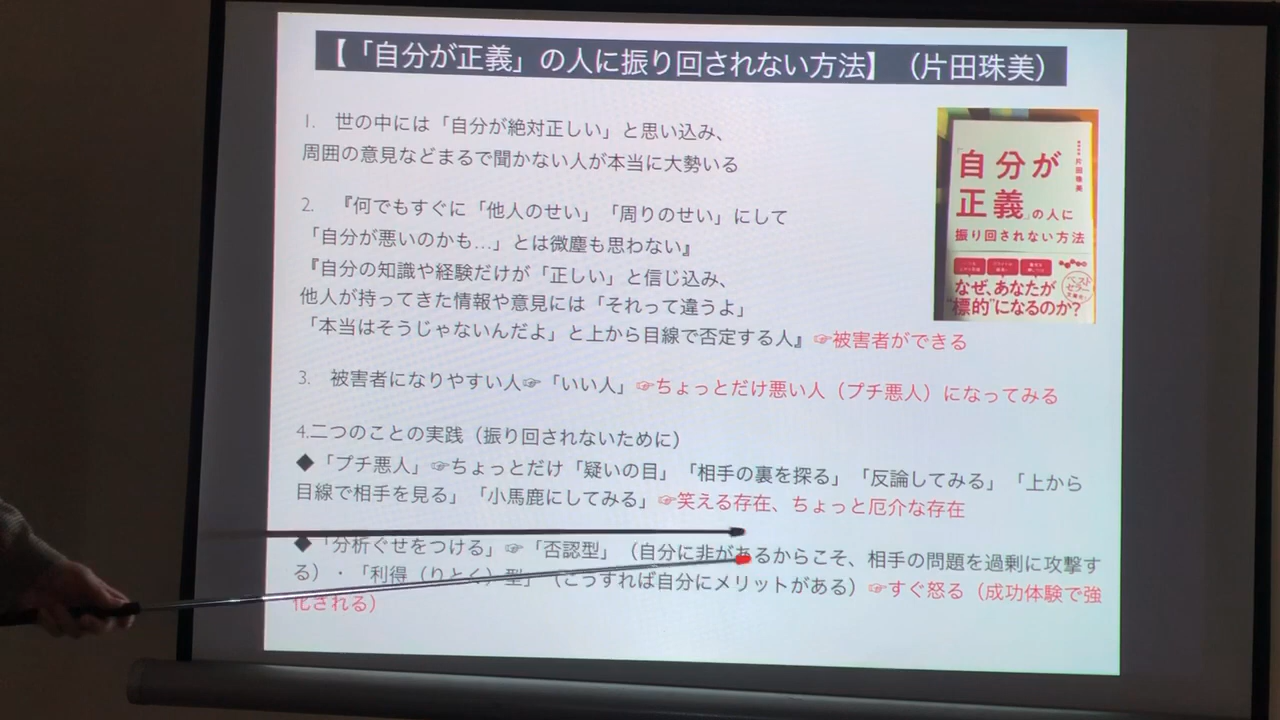 【「自分が正義」の人に振り回されない方法】（片田珠美）
1. 世の中には「自分が絶対正しい」と思い込み、
周囲の意見などまるで聞かない人が本当に大勢いる
2. 『何でもすぐに「他人のせい」「周りのせい」にして
「自分が悪いのかも…」とは微塵も思わない』
『自分の知識や経験だけが「正しい」と信じ込み、
他人が持ってきた情報や意見には「それって違うよ」
「本当はそうじゃないんだよ」と上から目線で否定する人』☞被害者ができる
3. 被害者になりやすい人☞「いい人」☞ちょっとだけ悪い人（プチ悪人）になってみる
4.二つのことの実践（振り回されないために）
◆「プチ悪人」☞ちょっとだけ「疑いの目」「相手の裏を探る」「反論してみる」「上から
目線で相手を見る」「小馬鹿にしてみる」☞笑える存在、ちょっと厄介な存在
◆「分析ぐせをつける」☞「否認型」（自分に非があるからこそ、相手の問題を過剰に攻撃す
る）・「利得（りとく）型」（こうすれば自分にメリットがある）☞すぐ怒る（成功体験で強
化される）
片田珠美
「自分が
正義」の人に
振り回されない方法
なぜ、あなたが
"標的"になるのか?
ベスト
セラー